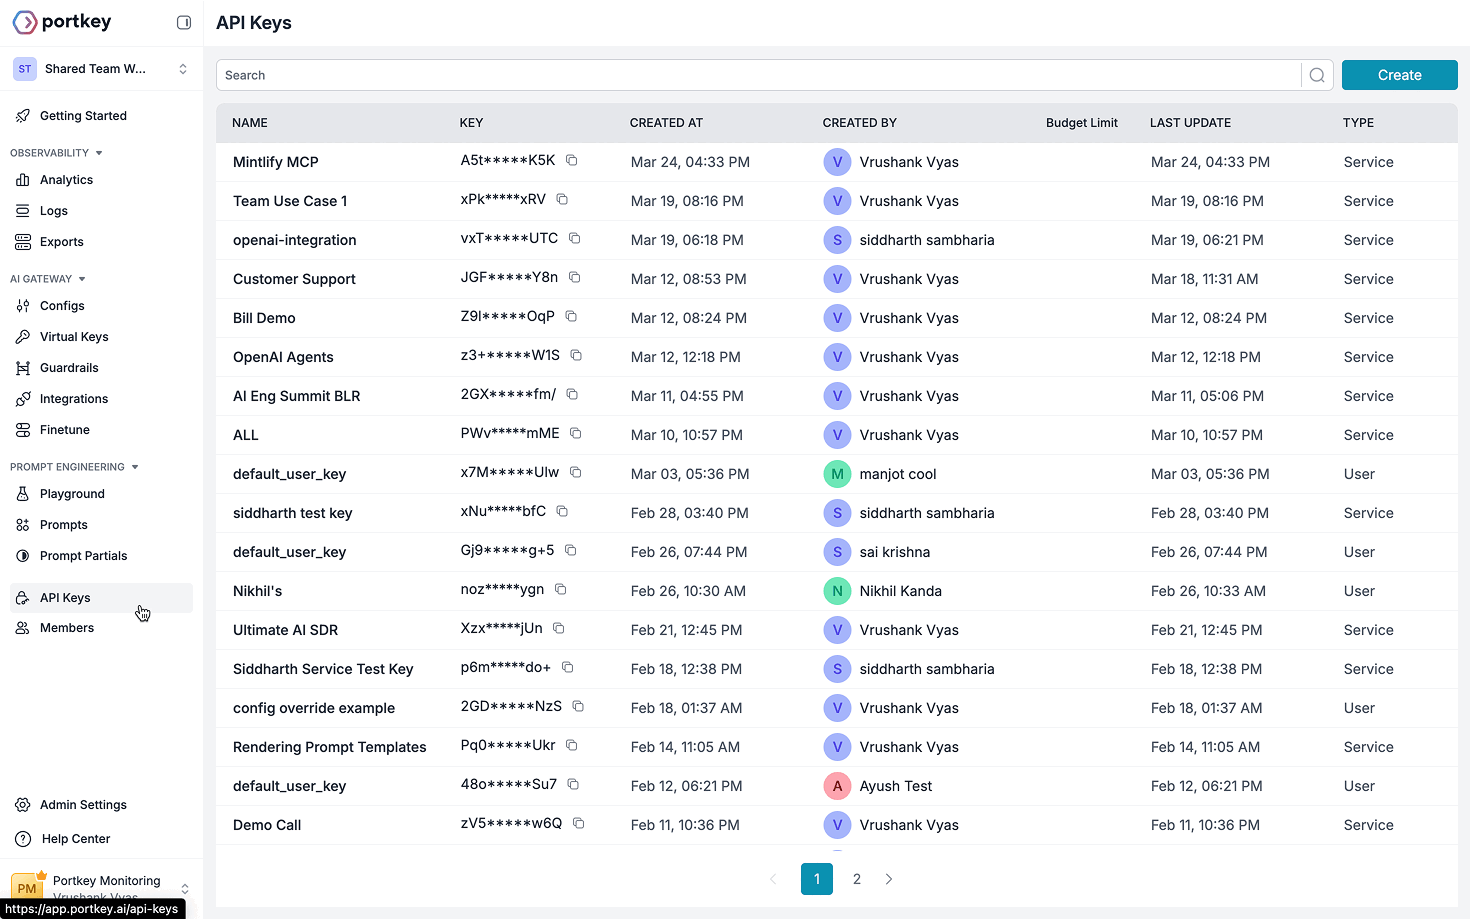 portkey
API Keys
ST Shared Team W...
Search
Create
Getting Started
OBSERVABILITY
Analytics
Logs
Exports
AI GATEWAY
Configs
Virtual Keys
Guardrails
Integrations
Finetune
PROMPT ENGINEERING
Playground
Prompts
Prompt Partials
API Keys
Members
Admin Settings
Help Center
PM Portkey Monitoring
Vrushank Vyas
https://app.portkey.ai/api-keys
NAME KEY CREATED AT CREATED BY Budget Limit LAST UPDATE TYPE
Mintlify MCP A5t*****K5K Mar 24, 04:33 PM V Vrushank Vyas Mar 24, 04:33 PM Service
Team Use Case 1 xPk*****xRV Mar 19, 08:16 PM V Vrushank Vyas Mar 19, 08:16 PM Service
openai-integration vxT*****UTC Mar 19, 06:18 PM S siddharth sambharia Mar 19, 06:21 PM Service
Customer Support JGF*****Y8n Mar 12, 08:53 PM V Vrushank Vyas Mar 18, 11:31 AM Service
Bill Demo Z9I*****OqP Mar 12, 08:24 PM V Vrushank Vyas Mar 12, 08:24 PM Service
OpenAI Agents z3+*****W1S Mar 12, 12:18 PM V Vrushank Vyas Mar 12, 12:18 PM Service
AI Eng Summit BLR 2GX*****fm/ Mar 11, 04:55 PM V Vrushank Vyas Mar 11, 05:06 PM Service
ALL PWv*****mME Mar 10, 10:57 PM V Vrushank Vyas Mar 10, 10:57 PM Service
default_user_key x7M*****UIw Mar 03, 05:36 PM M manjot cool Mar 03, 05:36 PM User
siddharth test key xNu*****bfC Feb 28, 03:40 PM S siddharth sambharia Feb 28, 03:40 PM Service
default_user_key Gj9*****g+5 Feb 26, 07:44 PM S sai krishna Feb 26, 07:44 PM User
Nikhil's noz*****ygn Feb 26, 10:30 AM N Nikhil Kanda Feb 26, 10:33 AM User
Ultimate AI SDR Xzx*****jUn Feb 21, 12:45 PM V Vrushank Vyas Feb 21, 12:45 PM Service
Siddharth Service Test Key p6m*****do+ Feb 18, 12:38 PM S siddharth sambharia Feb 18, 12:38 PM Service
config override example 2GD*****NzS Feb 18, 01:37 AM V Vrushank Vyas Feb 18, 01:37 AM User
Rendering Prompt Templates Pq0*****Ukr Feb 14, 11:05 AM V Vrushank Vyas Feb 14, 11:05 AM Service
default_user_key 48o*****Su7 Feb 12, 06:21 PM A Ayush Test Feb 12, 06:21 PM User
Demo Call zV5*****w6Q Feb 11, 10:36 PM V Vrushank Vyas Feb 11, 10:36 PM Service
1 2